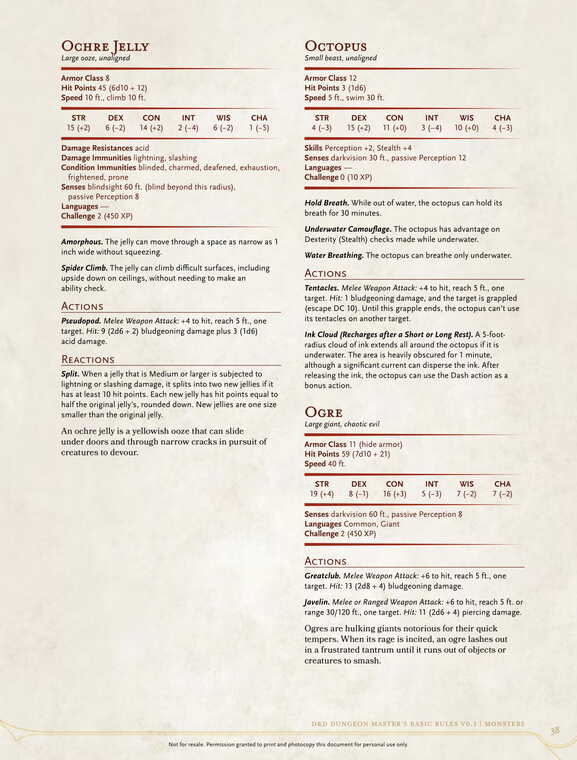 Ochre Jelly
Large ooze, unaligned
Armor Class 8
Hit Points 45 (6d10 + 12)
Speed 10 ft., climb 10 ft.
STR DEX CON INT WIS CHA
15 (+2) 6 (−2) 14 (+2) 2 (−4) 6 (−2) 1 (−5)
Damage Resistances acid
Damage Immunities lightning, slashing
Condition Immunities blinded, charmed, deafened, exhaustion,
frightened, prone
Senses blindsight 60 ft. (blind beyond this radius),
passive Perception 8
Languages —
Challenge 2 (450 XP)
Amorphous. The jelly can move through a space as narrow as 1
inch wide without squeezing.
Spider Climb. The jelly can climb difficult surfaces, including
upside down on ceilings, without needing to make an
ability check.
Actions
Pseudopod. Melee Weapon Attack: +4 to hit, reach 5 ft., one
target. Hit: 9 (2d6 + 2) bludgeoning damage plus 3 (1d6)
acid damage.
Reactions
Split. When a jelly that is Medium or larger is subjected to
lightning or slashing damage, it splits into two new jellies if it
has at least 10 hit points. Each new jelly has hit points equal to
half the original jelly's, rounded down. New jellies are one size
smaller than the original jelly.
An ochre jelly is a yellowish ooze that can slide
under doors and through narrow cracks in pursuit of
creatures to devour.
Octopus
Small beast, unaligned
Armor Class 12
Hit Points 3 (1d6)
Speed 5 ft., swim 30 ft.
STR DEX CON INT WIS CHA
4 (−3) 15 (+2) 11 (+0) 3 (−4) 10 (+0) 4 (−3)
Skills Perception +2, Stealth +4
Senses darkvision 30 ft., passive Perception 12
Languages —
Challenge 0 (10 XP)
Hold Breath. While out of water, the octopus can hold its
breath for 30 minutes.
Underwater Camouflage. The octopus has advantage on
Dexterity (Stealth) checks made while underwater.
Water Breathing. The octopus can breathe only underwater.
Actions
Tentacles. Melee Weapon Attack: +4 to hit, reach 5 ft., one
target. Hit: 1 bludgeoning damage, and the target is grappled
(escape DC 10). Until this grapple ends, the octopus can't use
its tentacles on another target.
Ink Cloud (Recharges after a Short or Long Rest). A 5-foot-
radius cloud of ink extends all around the octopus if it is
underwater. The area is heavily obscured for 1 minute,
although a significant current can disperse the ink. After
releasing the ink, the octopus can use the Dash action as a
bonus action.
Ogre
Large giant, chaotic evil
Armor Class 11 (hide armor)
Hit Points 59 (7d10 + 21)
Speed 40 ft.
STR DEX CON INT WIS CHA
19 (+4) 8 (−1) 16 (+3) 5 (−3) 7 (−2) 7 (−2)
Senses darkvision 60 ft., passive Perception 8
Languages Common, Giant
Challenge 2 (450 XP)
Actions
Greatclub. Melee Weapon Attack: +6 to hit, reach 5 ft., one
target. Hit: 13 (2d8 + 4) bludgeoning damage.
Javelin. Melee or Ranged Weapon Attack: +6 to hit, reach 5 ft. or
range 30/120 ft., one target. Hit: 11 (2d6 + 4) piercing damage.
Ogres are hulking giants notorious for their quick
tempers. When its rage is incited, an ogre lashes out
in a frustrated tantrum until it runs out of objects or
creatures to smash.
D&D Dungeon Master's Basic Rules v0.3 | Monsters
38
Not for resale. Permission granted to print and photocopy this document for personal use only.